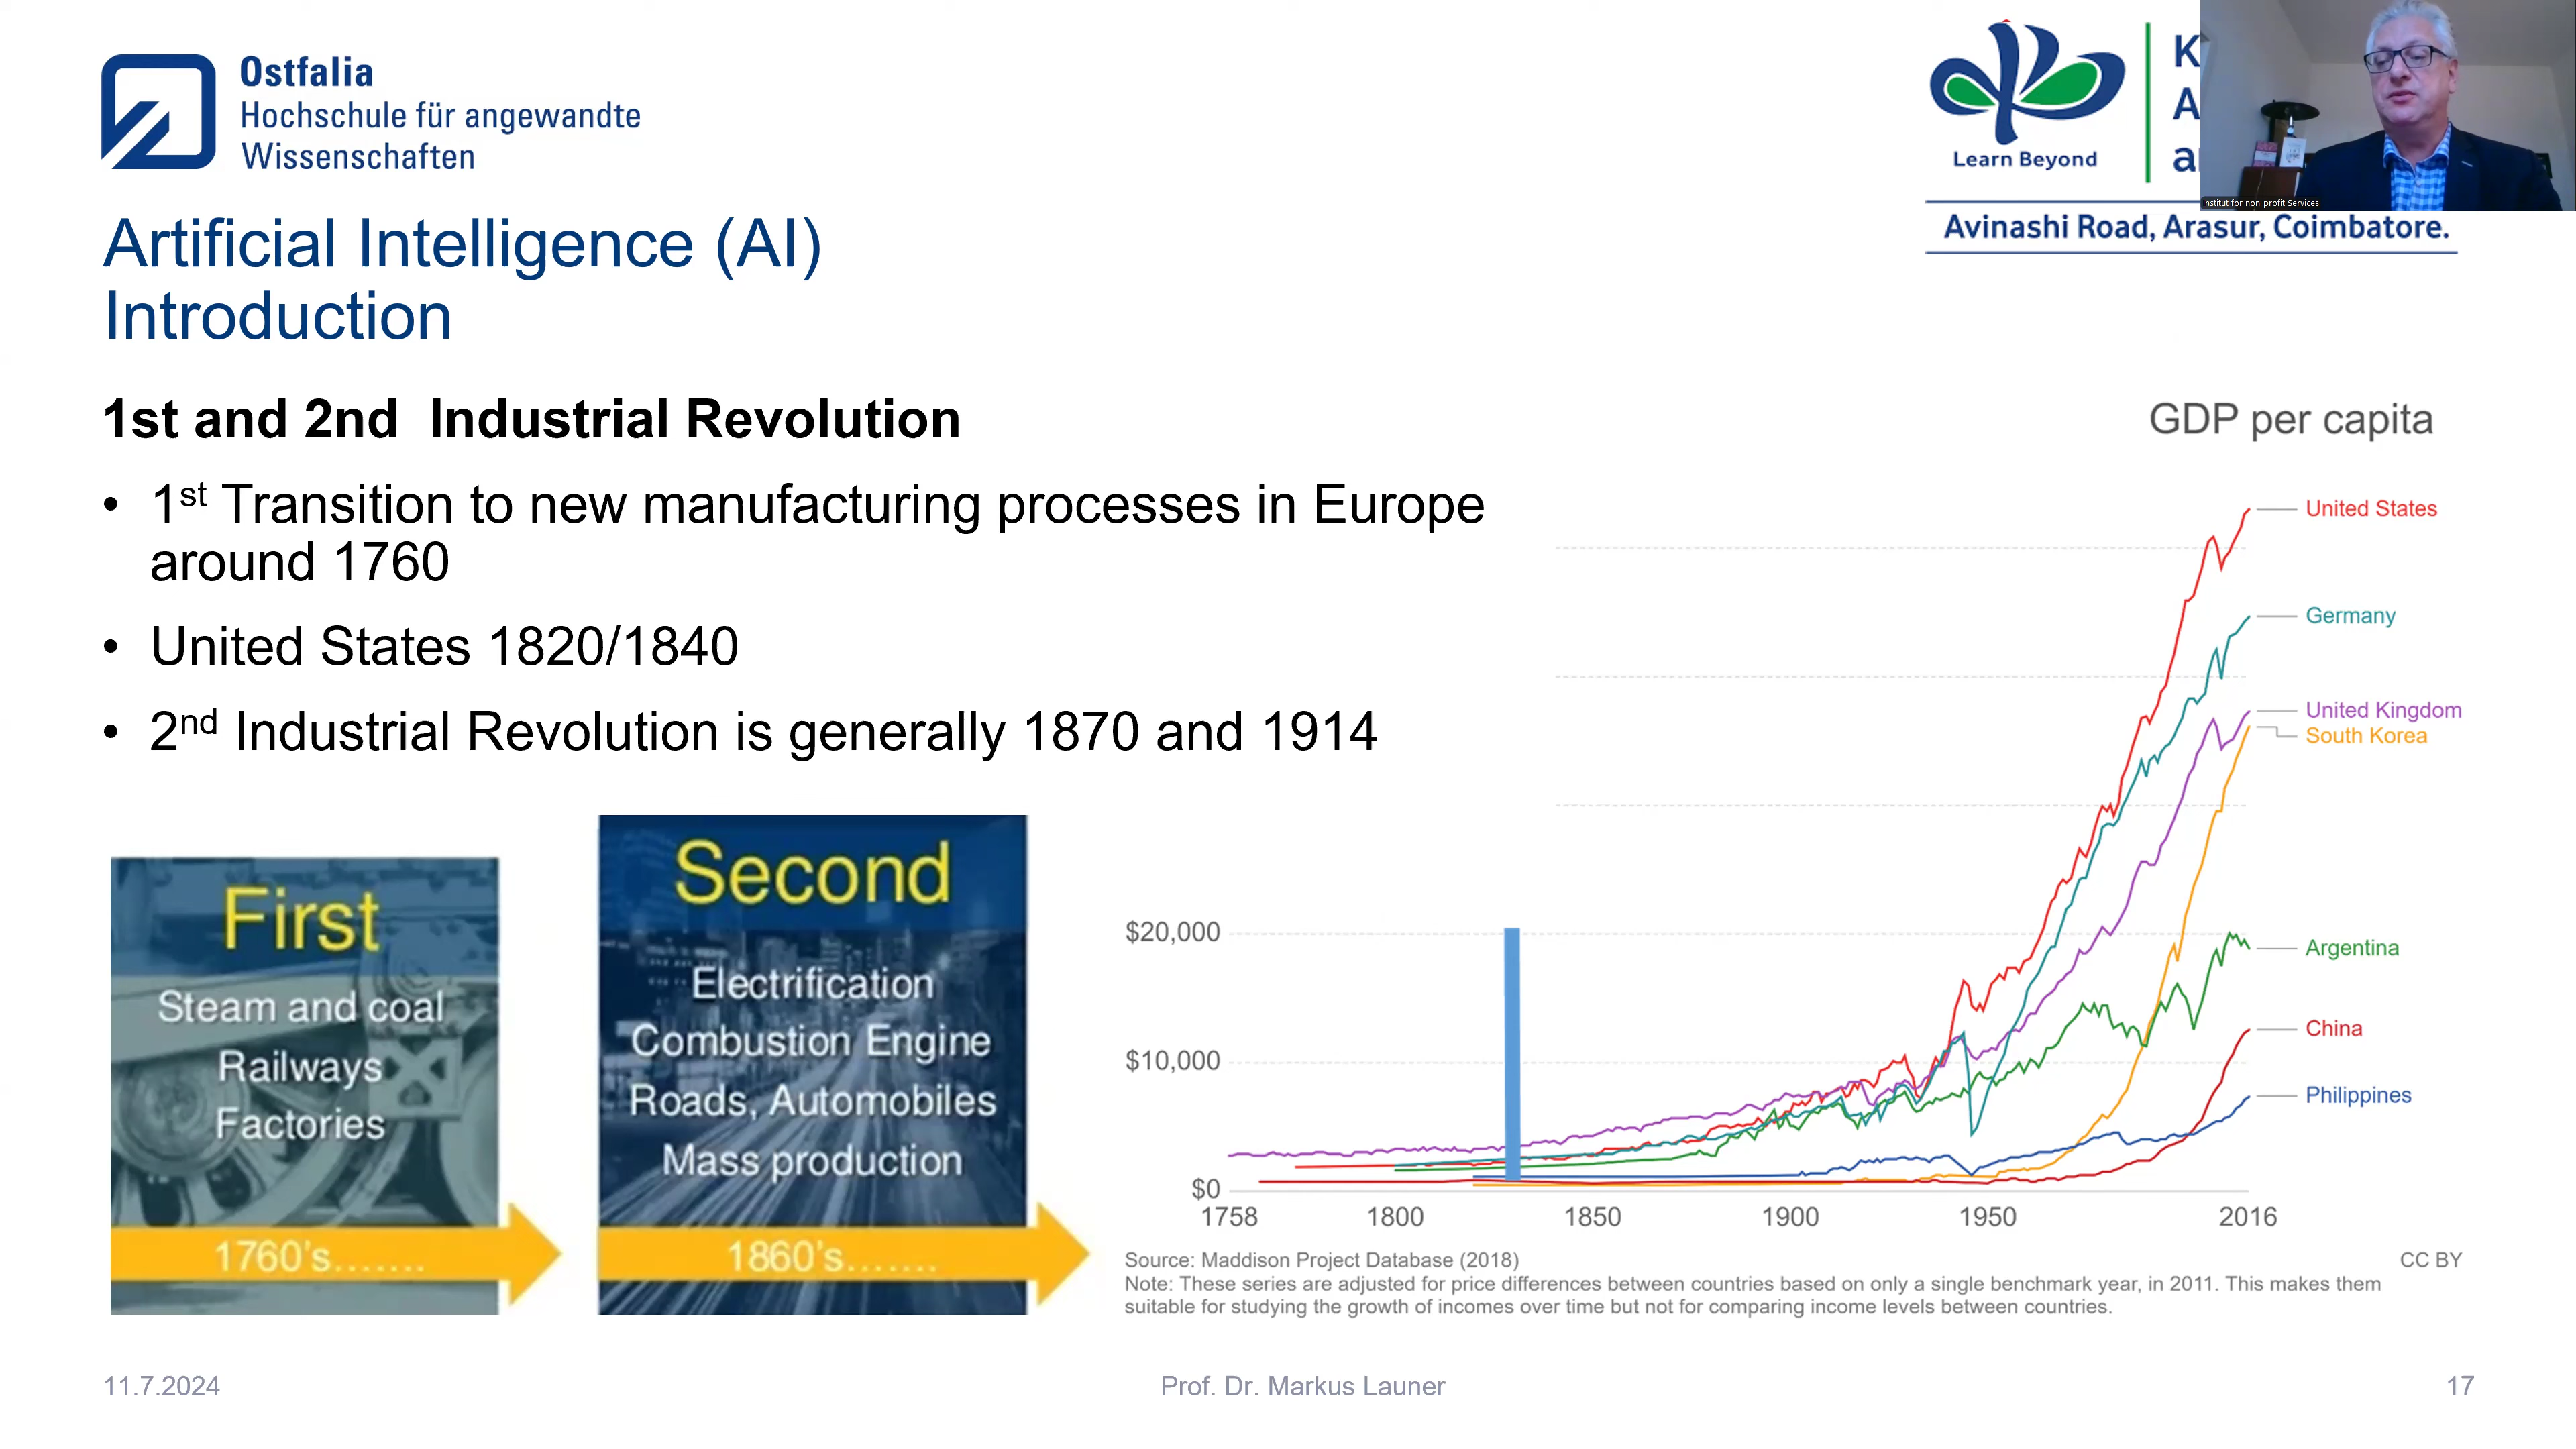 Ostfalia
Hochschule für angewandte
Wissenschaften
Learn Beyond
K
A
a
Avinashi Road, Arasur, Coimbatore.
Institut for non-profit Services
Artificial Intelligence (AI)
Introduction
1st and 2nd  Industrial Revolution
• 1st Transition to new manufacturing processes in Europe
around 1760
• United States 1820/1840
• 2nd Industrial Revolution is generally 1870 and 1914
First
Steam and coal
Railways
Factories
1760's.......
Second
Electrification
Combustion Engine
Roads, Automobiles
Mass production
1860's.......
GDP per capita
United States
Germany
United Kingdom
South Korea
Argentina
China
Philippines
$20,000
$10,000
$0
1758 1800 1850 1900 1950 2016
Source: Maddison Project Database (2018) CC BY
Note: These series are adjusted for price differences between countries based on only a single benchmark year, in 2011. This makes them
suitable for studying the growth of incomes over time but not for comparing income levels between countries.
11.7.2024 Prof. Dr. Markus Launer 17